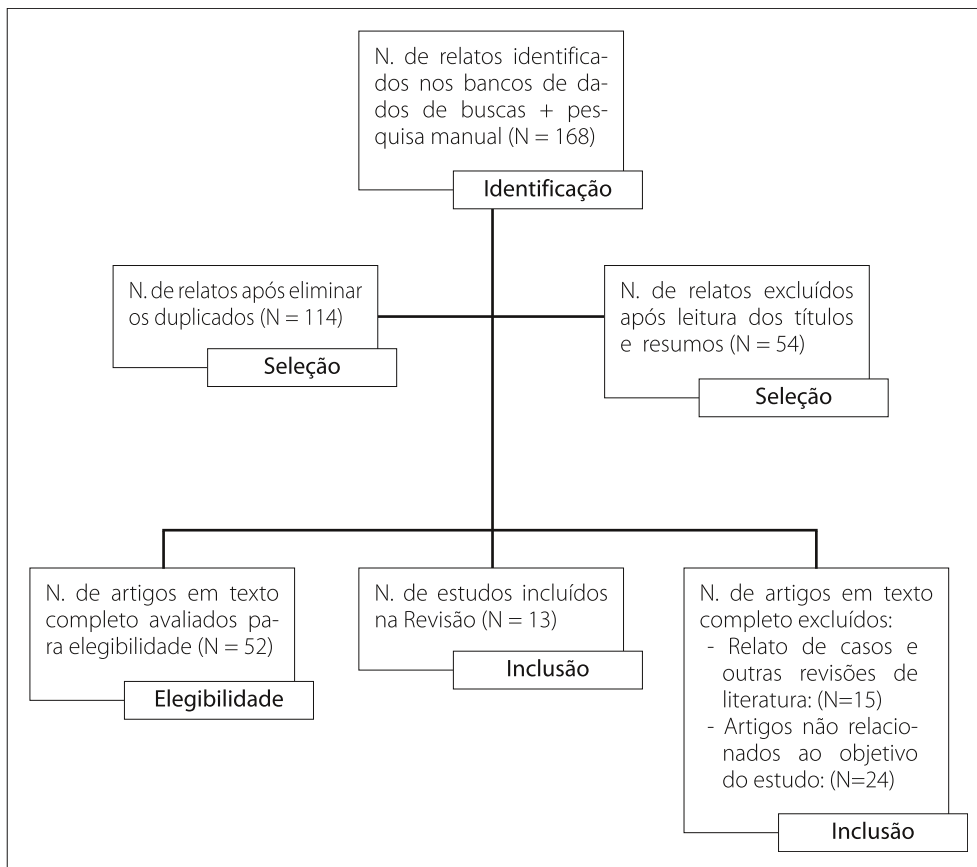 N. de relatos identifica-
dos nos bancos de da-
dos de buscas + pes-
quisa manual (N = 168)
Identificação
N. de relatos após eliminar
os duplicados (N = 114)
Seleção
N. de relatos excluídos
após leitura dos títulos
e resumos (N = 54)
Seleção
N. de artigos em texto
completo avaliados pa-
ra elegibilidade (N = 52)
Elegibilidade
N. de estudos incluídos
na Revisão (N = 13)
Inclusão
N. de artigos em texto
completo excluídos:
- Relato de casos e
outras revisões de
literatura: (N=15)
- Artigos não relacio-
nados ao objetivo
do estudo: (N=24)
Inclusão